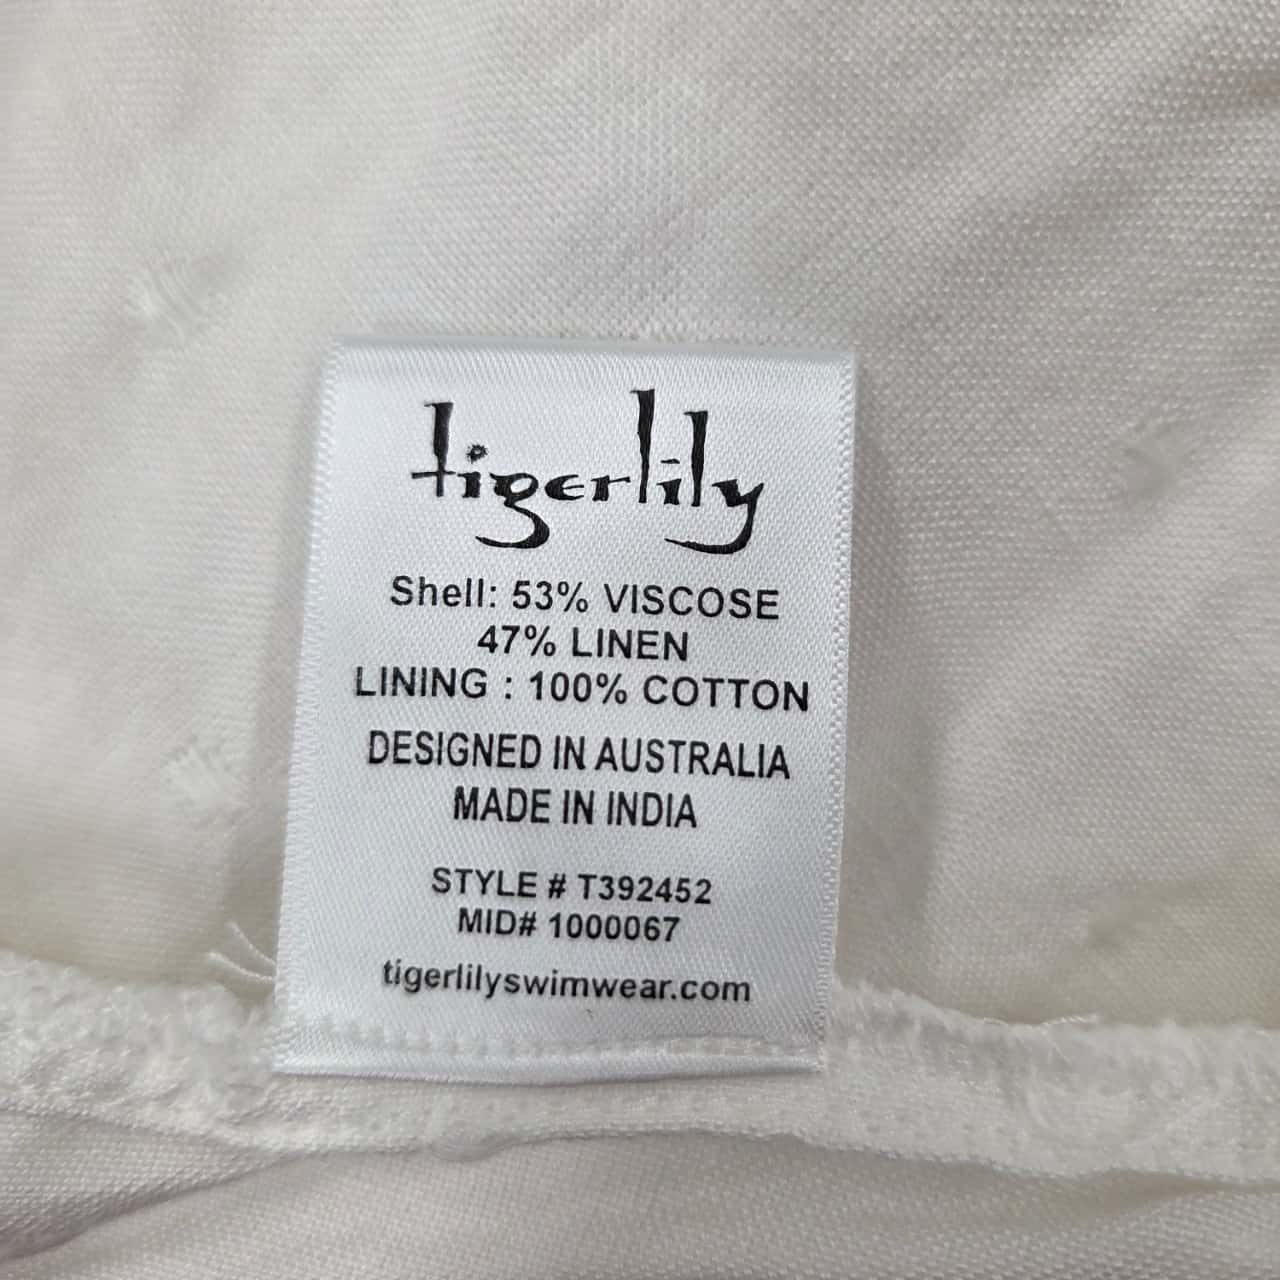 tigerlily
Shell: 53% VISCOSE
47% LINEN
LINING : 100% COTTON
DESIGNED IN AUSTRALIA
MADE IN INDIA
STYLE # T392452
MID# 1000067
tigerlilyswimwear.com